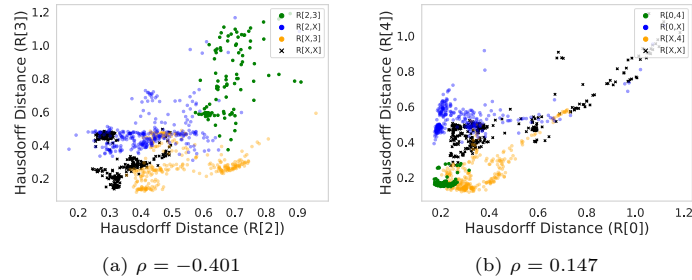 1.2
1.0
0.8
0.6
0.4
0.2
Hausdorff Distance (R[3])
R[2,3]
R[2,X]
R[X,3]
R[X,X]
0.2 0.3 0.4 0.5 0.6 0.7 0.8 0.9
Hausdorff Distance (R[2])
(a) ρ = −0.401
1.2
1.0
0.8
0.6
0.4
0.2
Hausdorff Distance (R[4])
R[0,4]
R[0,X]
R[X,4]
R[X,X]
0.2 0.4 0.6 0.8 1.0 1.2
Hausdorff Distance (R[0])
(b) ρ = 0.147